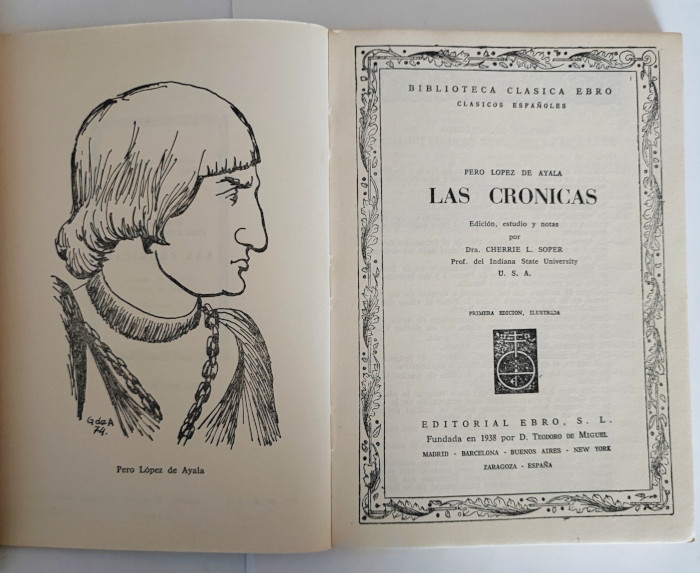 G de A
74.
Pero López de Ayala
BIBLIOTECA CLASICA EBRO
CLASICOS ESPAÑOLES
PERO LOPEZ DE AYALA
LAS CRONICAS
Edición, estudio y notas
por
Dra. CHERRIE L. SOPER
Prof. del Indiana State University
U. S. A.
PRIMERA EDICION, ILUSTRADA
EDITORIAL EBRO, S. L.
Fundada en 1938 por D. TEODORO DE MIGUEL
MADRID - BARCELONA - BUENOS AIRES - NEW YORK
ZARAGOZA - ESPAÑA